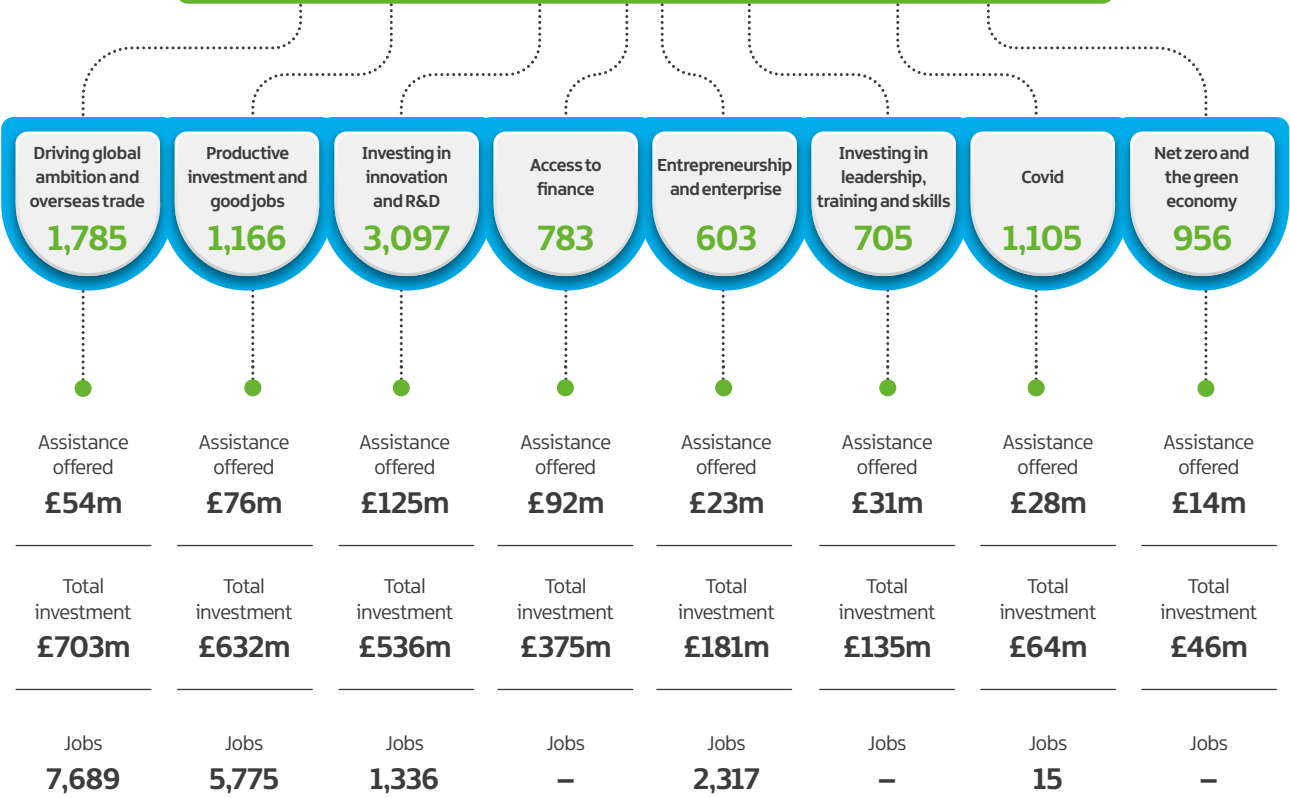 Driving global
ambition and
overseas trade
1,785
Productive
investment and
good jobs
1,166
Investing in
innovation
and R&D
3,097
Access to
finance
783
Entrepreneurship
and enterprise
603
Investing in
leadership,
training and skills
705
Covid
1,105
Net zero and
the green
economy
956
Assistance
offered
£54m
Assistance
offered
£76m
Assistance
offered
£125m
Assistance
offered
£92m
Assistance
offered
£23m
Assistance
offered
£31m
Assistance
offered
£28m
Assistance
offered
£14m
Total
investment
£703m
Total
investment
£632m
Total
investment
£536m
Total
investment
£375m
Total
investment
£181m
Total
investment
£135m
Total
investment
£64m
Total
investment
£46m
Jobs
7,689
Jobs
5,775
Jobs
1,336
Jobs
–
Jobs
2,317
Jobs
–
Jobs
15
Jobs
–